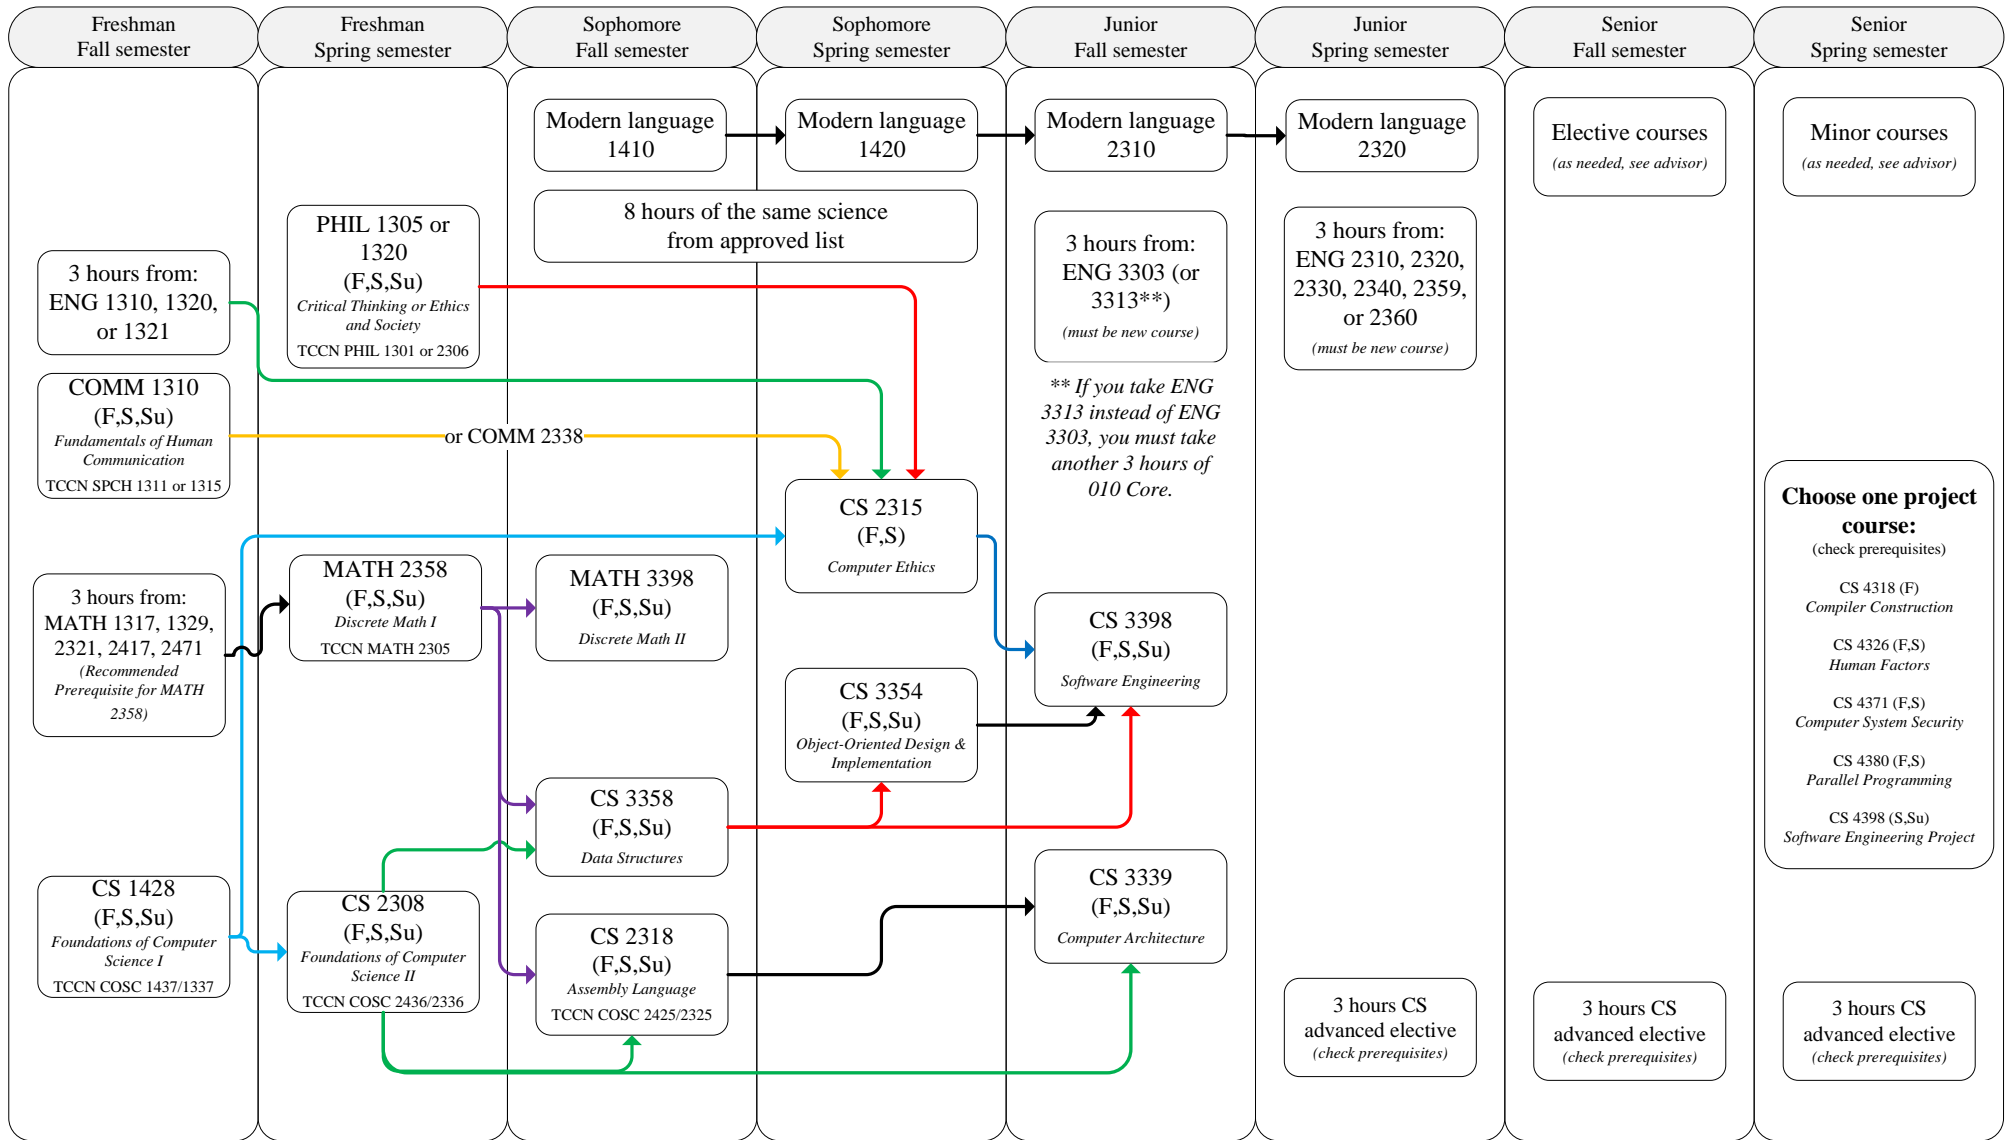 Freshman
Fall semester
Freshman
Spring semester
Sophomore
Fall semester
Sophomore
Spring semester
Junior
Fall semester
Junior
Spring semester
Senior
Fall semester
Senior
Spring semester
3 hours from:
ENG 1310, 1320,
or 1321
COMM 1310
(F,S,Su)
Fundamentals of Human
Communication
TCCN SPCH 1311 or 1315
3 hours from:
MATH 1317, 1329,
2321, 2417, 2471
(Recommended
Prerequisite for MATH
2358)
CS 1428
(F,S,Su)
Foundations of Computer
Science I
TCCN COSC 1437/1337
PHIL 1305 or
1320
(F,S,Su)
Critical Thinking or Ethics
and Society
TCCN PHIL 1301 or 2306
or COMM 2338
MATH 2358
(F,S,Su)
Discrete Math I
TCCN MATH 2305
CS 2308
(F,S,Su)
Foundations of Computer
Science II
TCCN COSC 2436/2336
Modern language
1410
8 hours of the same science
from approved list
MATH 3398
(F,S,Su)
Discrete Math II
CS 3358
(F,S,Su)
Data Structures
CS 2318
(F,S,Su)
Assembly Language
TCCN COSC 2425/2325
Modern language
1420
CS 2315
(F,S)
Computer Ethics
CS 3354
(F,S,Su)
Object-Oriented Design &
Implementation
Modern language
2310
3 hours from:
ENG 3303 (or
3313**)
(must be new course)
** If you take ENG
3313 instead of ENG
3303, you must take
another 3 hours of
010 Core.
CS 3398
(F,S,Su)
Software Engineering
CS 3339
(F,S,Su)
Computer Architecture
Modern language
2320
3 hours from:
ENG 2310, 2320,
2330, 2340, 2359,
or 2360
(must be new course)
3 hours CS
advanced elective
(check prerequisites)
Elective courses
(as needed, see advisor)
3 hours CS
advanced elective
(check prerequisites)
Minor courses
(as needed, see advisor)
Choose one project
course:
(check prerequisites)
CS 4318 (F)
Compiler Construction
CS 4326 (F,S)
Human Factors
CS 4371 (F,S)
Computer System Security
CS 4380 (F,S)
Parallel Programming
CS 4398 (S,Su)
Software Engineering Project
3 hours CS
advanced elective
(check prerequisites)